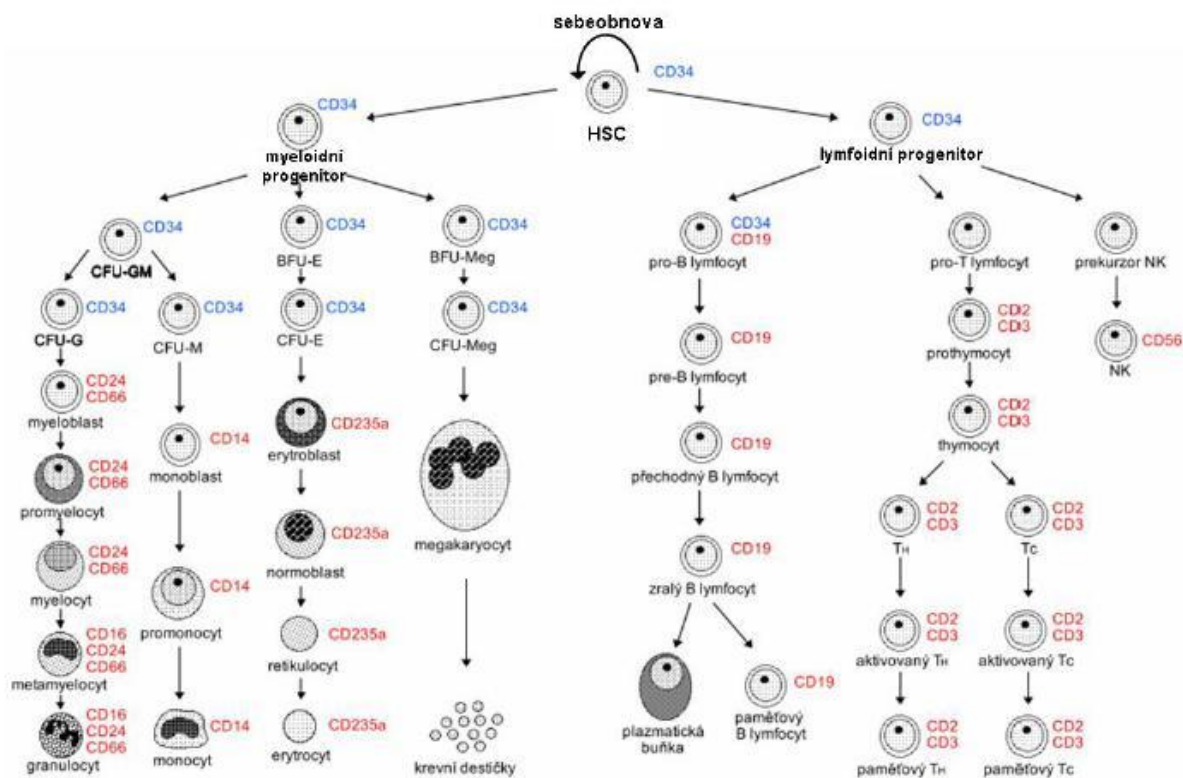 sebeobnova
CD34
HSC
CD34
myeloidní
progenitor
CD34
lymfoidní progenitor
CD34
CFU-GM
CD34
BFU-E
CD34
BFU-Meg
CD34
CD19
pro-B lymfocyt
pro-T lymfocyt
prekurzor NK
CD34
CFU-G
CD34
CFU-M
CD34
CFU-E
CD34
CFU-Meg
CD19
pre-B lymfocyt
CD2
CD3
prothymocyt
CD56
NK
CD24
CD66
myeloblast
CD14
monoblast
CD235a
erytroblast
megakaryocyt
CD19
přechodný B lymfocyt
CD2
CD3
thymocyt
CD24
CD66
promyelocyt
CD235a
normoblast
CD19
zralý B lymfocyt
CD2
CD3
TH
CD2
CD3
TC
CD24
CD66
myelocyt
CD14
promonocyt
CD235a
retikulocyt
CD2
CD3
aktivovaný TH
CD2
CD3
aktivovaný TC
CD16
CD24
CD66
metamyelocyt
CD16
CD24
CD66
granulocyt
CD14
monocyt
CD235a
erytrocyt
krevní destičky
plazmatická
buňka
CD19
paměťový
B lymfocyt
CD2
CD3
paměťový TH
CD2
CD3
paměťový TC